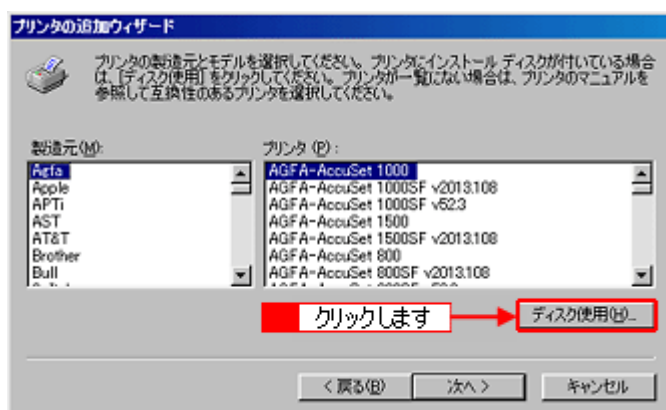 プリンタの追加ウィザード
プリンタの製造元とモデルを選択してください。プリンタにインストール ディスクが付いている場合
は、[ディスク使用] をクリックしてください。プリンタが一覧にない場合は、プリンタのマニュアルを
参照して互換性のあるプリンタを選択してください。
製造元(M):
プリンタ (P) :
Agfa
Apple
APTi
AST
AT&T
Brother
Bull
AGFA-AccuSet 1000
AGFA-AccuSet 1000SF v2013.108
AGFA-AccuSet 1000SF v52.3
AGFA-AccuSet 1500
AGFA-AccuSet 1500SF v2013.108
AGFA-AccuSet 800
AGFA-AccuSet 800SF v2013.108
クリックします
ディスク使用(H)...
< 戻る(B)
次へ >
キャンセル